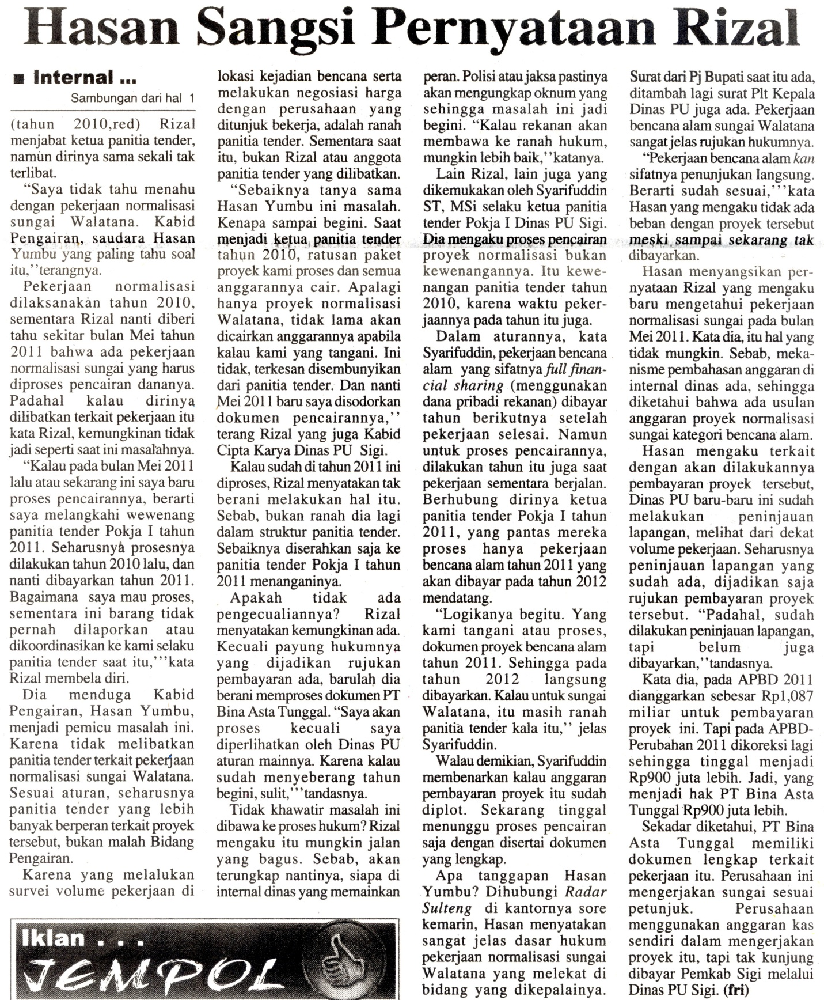 Hasan Sangsi Pernyataan Rizal
■ Internal ...
Sambungan dari hal 1
(tahun 2010,red) Rizal
menjabat ketua panitia tender,
namun dirinya sama sekali tak
terlibat.
“Saya tidak tahu menahu
dengan pekerjaan normalisasi
sungai Walatana. Kabid
Pengairan, saudara Hasan
Yumbu yang paling tahu soal
itu,’’terangnya.
Pekerjaan normalisasi
dilaksanakan tahun 2010,
sementara Rizal nanti diberi
tahu sekitar bulan Mei tahun
2011 bahwa ada pekerjaan
normalisasi sungai yang harus
diproses pencairan dananya.
Padahal kalau dirinya
dilibatkan terkait pekerjaan itu
kata Rizal, kemungkinan tidak
jadi seperti saat ini masalahnya.
“Kalau pada bulan Mei 2011
lalu atau sekarang ini saya baru
proses pencairannya, berarti
saya melangkahi wewenang
panitia tender Pokja I tahun
2011. Seharusnya prosesnya
dilakukan tahun 2010 lalu, dan
nanti dibayarkan tahun 2011.
Bagaimana saya mau proses,
sementara ini barang tidak
pernah dilaporkan atau
dikoordinasikan ke kami selaku
panitia tender saat itu,’’’kata
Rizal membela diri.
Dia menduga Kabid
Pengairan, Hasan Yumbu,
menjadi pemicu masalah ini.
Karena tidak melibatkan
panitia tender terkait pekerjaan
normalisasi sungai Walatana.
Sesuai aturan, seharusnya
panitia tender yang lebih
banyak berperan terkait proyek
tersebut, bukan malah Bidang
Pengairan.
Karena yang melalukan
survei volume pekerjaan di
lokasi kejadian bencana serta
melakukan negosiasi harga
dengan perusahaan yang
ditunjuk bekerja, adalah ranah
panitia tender. Sementara saat
itu, bukan Rizal atau anggota
panitia tender yang dilibatkan.
“Sebaiknya tanya sama
Hasan Yumbu ini masalah.
Kenapa sampai begini. Saat
menjadi ketua panitia tender
tahun 2010, ratusan paket
proyek kami proses dan semua
anggarannya cair. Apalagi
hanya proyek normalisasi
Walatana, tidak lama akan
dicairkan anggarannya apabila
kalau kami yang tangani. Ini
tidak, terkesan disembunyikan
dari panitia tender. Dan nanti
Mei 2011 baru saya disodorkan
dokumen pencairannya,’’
terang Rizal yang juga Kabid
Cipta Karya Dinas PU Sigi.
Kalau sudah di tahun 2011 ini
diproses, Rizal menyatakan tak
berani melakukan hal itu.
Sebab, bukan ranah dia lagi
dalam struktur panitia tender.
Sebaiknya diserahkan saja ke
panitia tender Pokja I tahun
2011 menanganinya.
Apakah tidak ada
pengecualiannya? Rizal
menyatakan kemungkinan ada.
Kecuali payung hukumnya
yang dijadikan rujukan
pembayaran ada, barulah dia
berani memproses dokumen PT
Bina Asta Tunggal. “Saya akan
proses kecuali saya
diperlihatkan oleh Dinas PU
aturan mainnya. Karena kalau
sudah menyeberang tahun
begini, sulit,’’’tandasnya.
Tidak khawatir masalah ini
dibawa ke proses hukum? Rizal
mengaku itu mungkin jalan
yang bagus. Sebab, akan
terungkap nantinya, siapa di
internal dinas yang memainkan
peran. Polisi atau jaksa pastinya
akan mengungkap oknum yang
sehingga masalah ini jadi
begini. “Kalau rekanan akan
membawa ke ranah hukum,
mungkin lebih baik,’’katanya.
Lain Rizal, lain juga yang
dikemukakan oleh Syarifuddin
ST, MSi selaku ketua panitia
tender Pokja I Dinas PU Sigi.
Dia mengaku proses pencairan
proyek normalisasi bukan
kewenangannya. Itu kewe-
nangan panitia tender tahun
2010, karena waktu peker-
jaannya pada tahun itu juga.
Dalam aturannya, kata
Syarifuddin, pekerjaan bencana
alam yang sifatnya full finan-
cial sharing (menggunakan
dana pribadi rekanan) dibayar
tahun berikutnya setelah
pekerjaan selesai. Namun
untuk proses pencairannya,
dilakukan tahun itu juga saat
pekerjaan sementara berjalan.
Berhubung dirinya ketua
panitia tender Pokja I tahun
2011, yang pantas mereka
proses hanya pekerjaan
bencana alam tahun 2011 yang
akan dibayar pada tahun 2012
mendatang.
“Logikanya begitu. Yang
kami tangani atau proses,
dokumen proyek bencana alam
tahun 2011. Sehingga pada
tahun 2012 langsung
dibayarkan. Kalau untuk sungai
Walatana, itu masih ranah
panitia tender kala itu,’’ jelas
Syarifuddin.
Walau demikian, Syarifuddin
membenarkan kalau anggaran
pembayaran proyek itu sudah
diplot. Sekarang tinggal
menunggu proses pencairan
saja dengan disertai dokumen
yang lengkap.
Apa tanggapan Hasan
Yumbu? Dihubungi Radar
Sulteng di kantornya sore
kemarin, Hasan menyatakan
sangat jelas dasar hukum
pekerjaan normalisasi sungai
Walatana yang melekat di
bidang yang dikepalainya.
Surat dari Pj Bupati saat itu ada,
ditambah lagi surat Plt Kepala
Dinas PU juga ada. Pekerjaan
bencana alam sungai Walatana
sangat jelas rujukan hukumnya.
“Pekerjaan bencana alam kan
sifatnya penunjukan langsung.
Berarti sudah sesuai,’’’kata
Hasan yang mengaku tidak ada
beban dengan proyek tersebut
meski sampai sekarang tak
dibayarkan.
Hasan menyangsikan per-
nyataan Rizal yang mengaku
baru mengetahui pekerjaan
normalisasi sungai pada bulan
Mei 2011. Kata dia, itu hal yang
tidak mungkin. Sebab, meka-
nisme pembahasan anggaran di
internal dinas ada, sehingga
diketahui bahwa ada usulan
anggaran proyek normalisasi
sungai kategori bencana alam.
Hasan mengaku terkait
dengan akan dilakukannya
pembayaran proyek tersebut,
Dinas PU baru-baru ini sudah
melakukan peninjauan
lapangan, melihat dari dekat
volume pekerjaan. Seharusnya
peninjauan lapangan yang
sudah ada, dijadikan saja
rujukan pembayaran proyek
tersebut. “Padahal, sudah
dilakukan peninjauan lapangan,
tapi belum juga
dibayarkan,’’tandasnya.
Kata dia, pada APBD 2011
dianggarkan sebesar Rp1,087
miliar untuk pembayaran
proyek ini. Tapi pada APBD-
Perubahan 2011 dikoreksi lagi
sehingga tinggal menjadi
Rp900 juta lebih. Jadi, yang
menjadi hak PT Bina Asta
Tunggal Rp900 juta lebih.
Sekadar diketahui, PT Bina
Asta Tunggal memiliki
dokumen lengkap terkait
pekerjaan itu. Perusahaan ini
mengerjakan sungai sesuai
petunjuk. Perusahaan
menggunakan anggaran kas
sendiri dalam mengerjakan
proyek itu, tapi tak kunjung
dibayar Pemkab Sigi melalui
Dinas PU Sigi. (fri)
Iklan . . .
JEMPOL